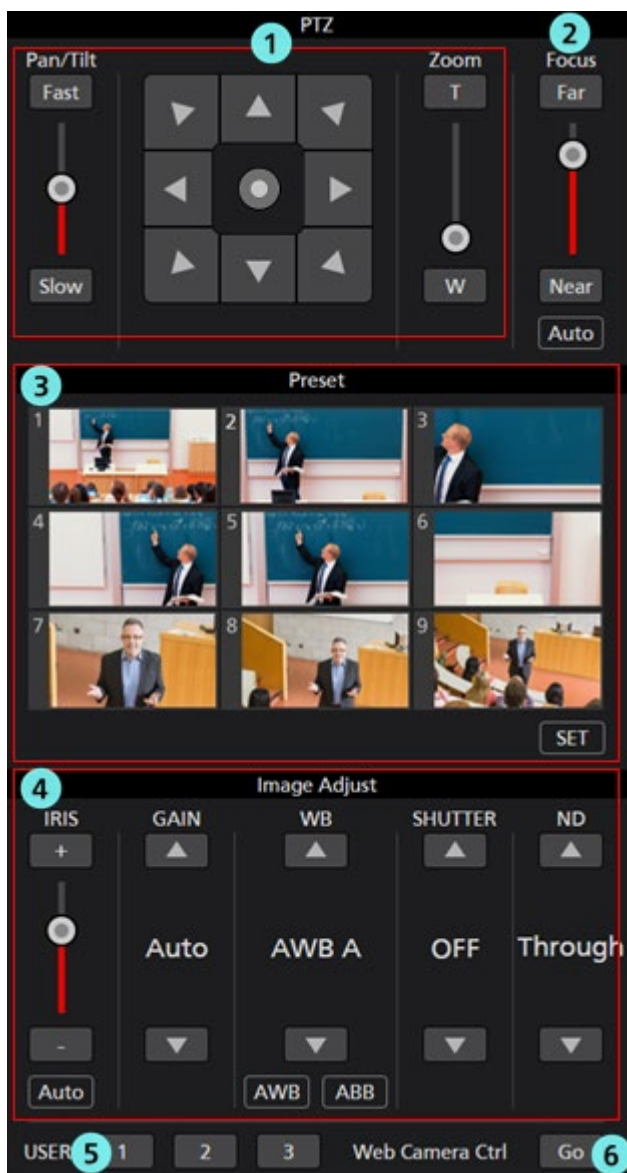 PTZ
1
2
Pan/Tilt
Zoom
Focus
Fast
T
Far
Slow
W
Near
Auto
3
Preset
1
2
3
4
5
6
7
8
9
SET
4
Image Adjust
IRIS
GAIN
WB
SHUTTER
ND
+
Auto
AWB A
OFF
Through
-
Auto
AWB
ABB
USER
5
1
2
3
Web Camera Ctrl
Go
6